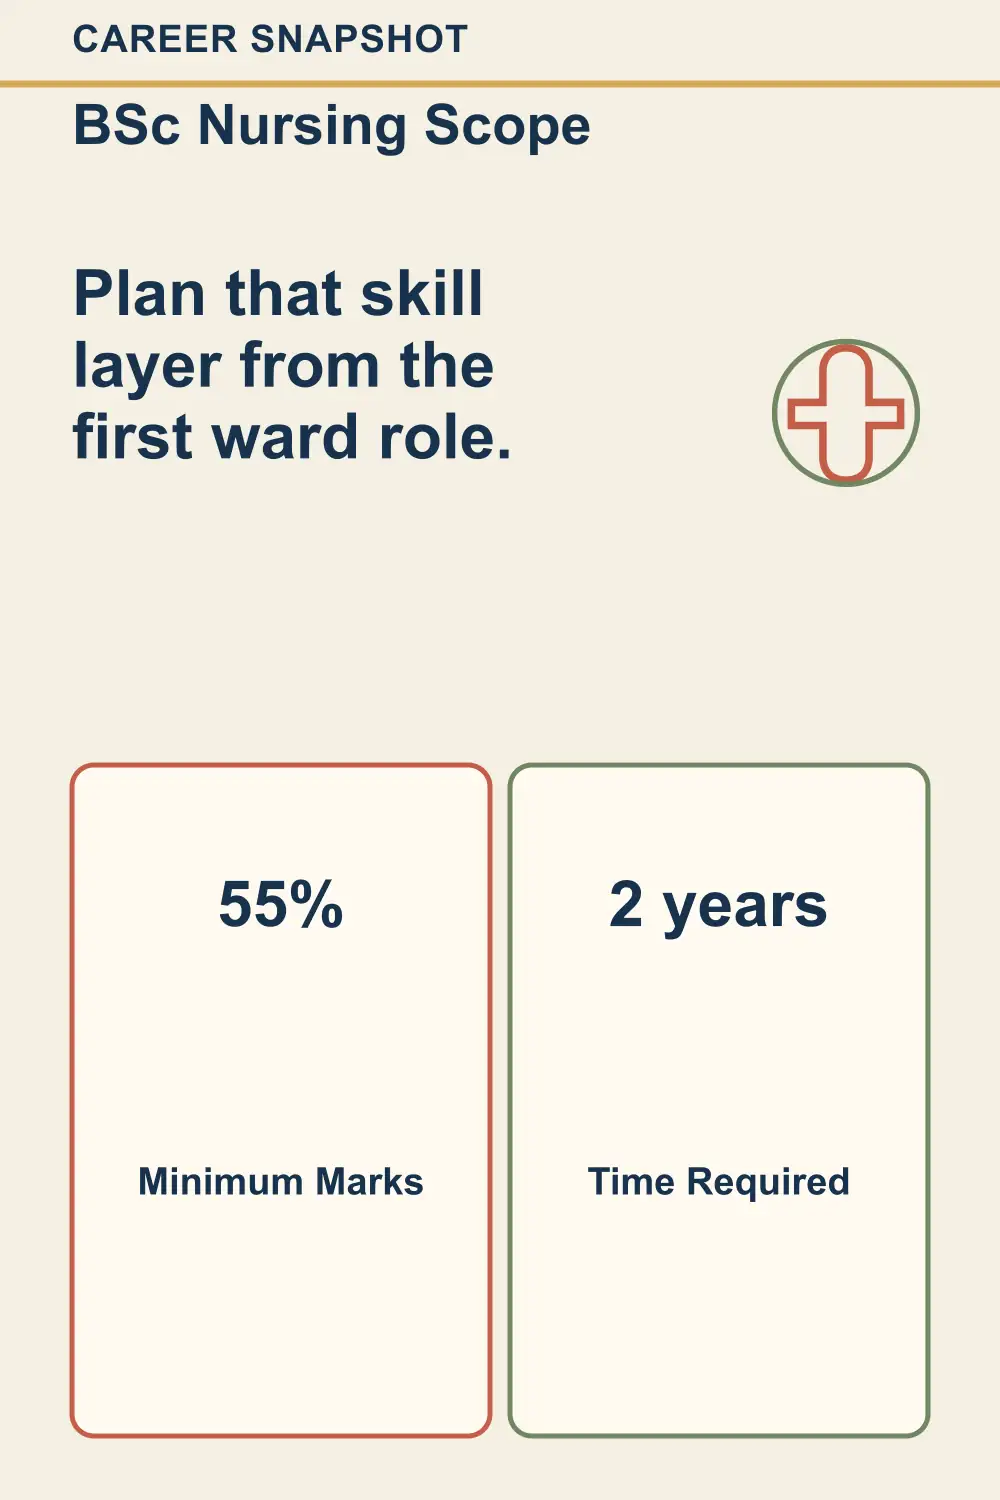 CAREER SNAPSHOT
BSc Nursing Scope
Plan that skill
layer from the
first ward role.
55%
Minimum Marks
2 years
Time Required